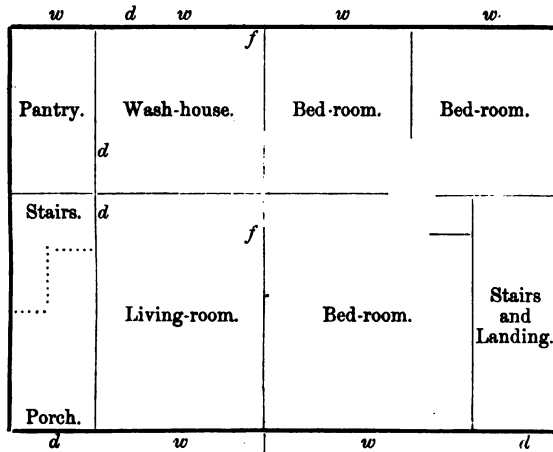 w d w w w.
f
Pantry. Wash-house. Bed-room. Bed-room.
d
Stairs. d
f
Living-room. Bed-room. Stairs
and
Landing.
Porch.
d w w d